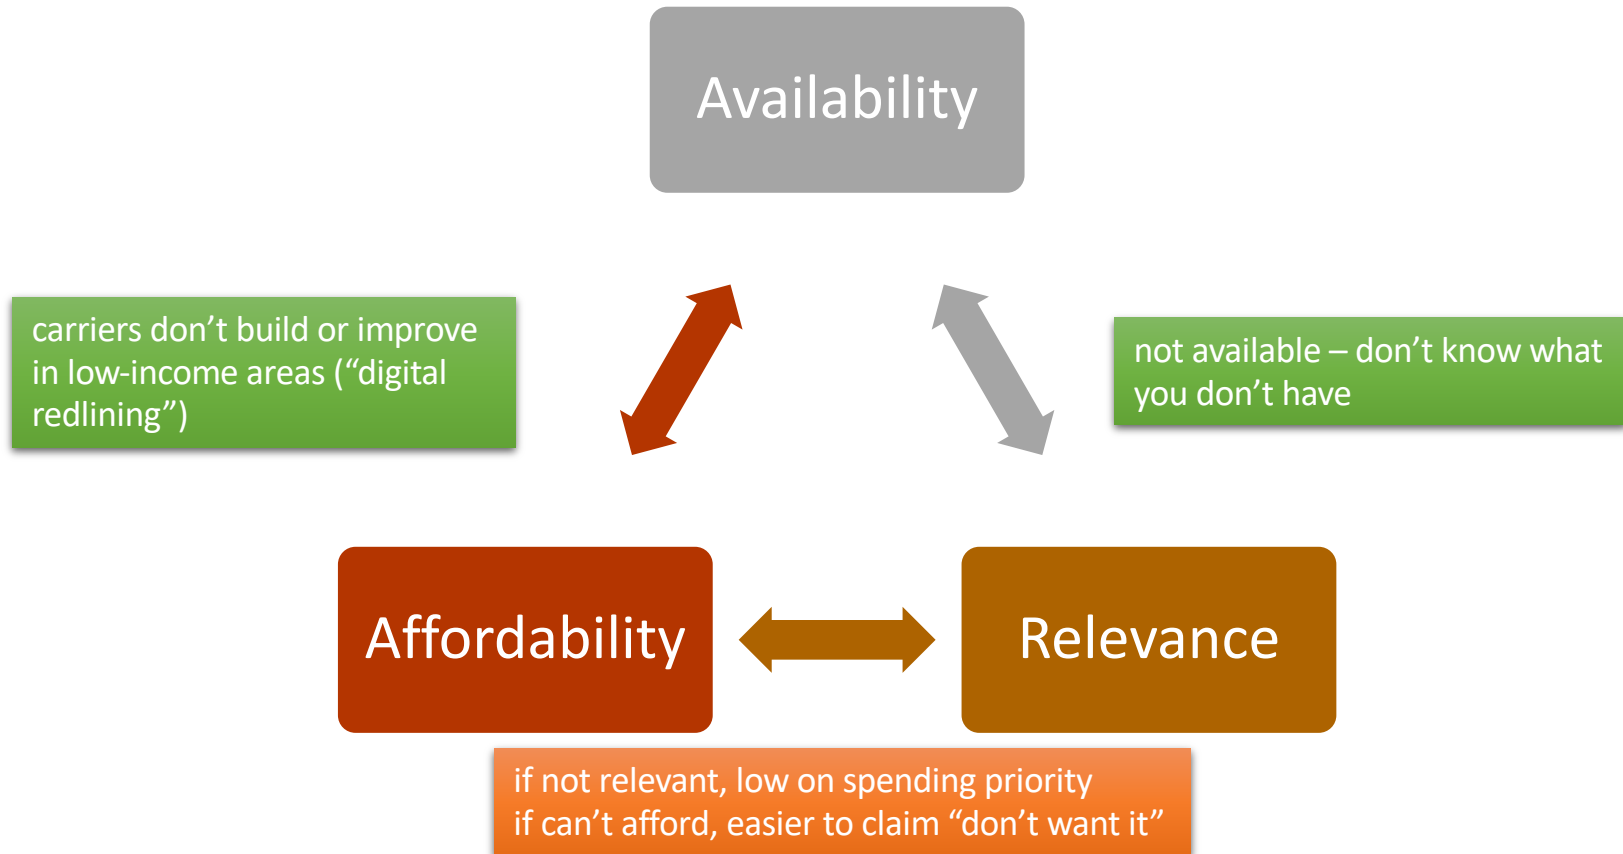 Availability
carriers don’t build or improve
in low-income areas (“digital
redlining”)
not available – don’t know what
you don’t have
Affordability
Relevance
if not relevant, low on spending priority
if can’t afford, easier to claim “don’t want it”